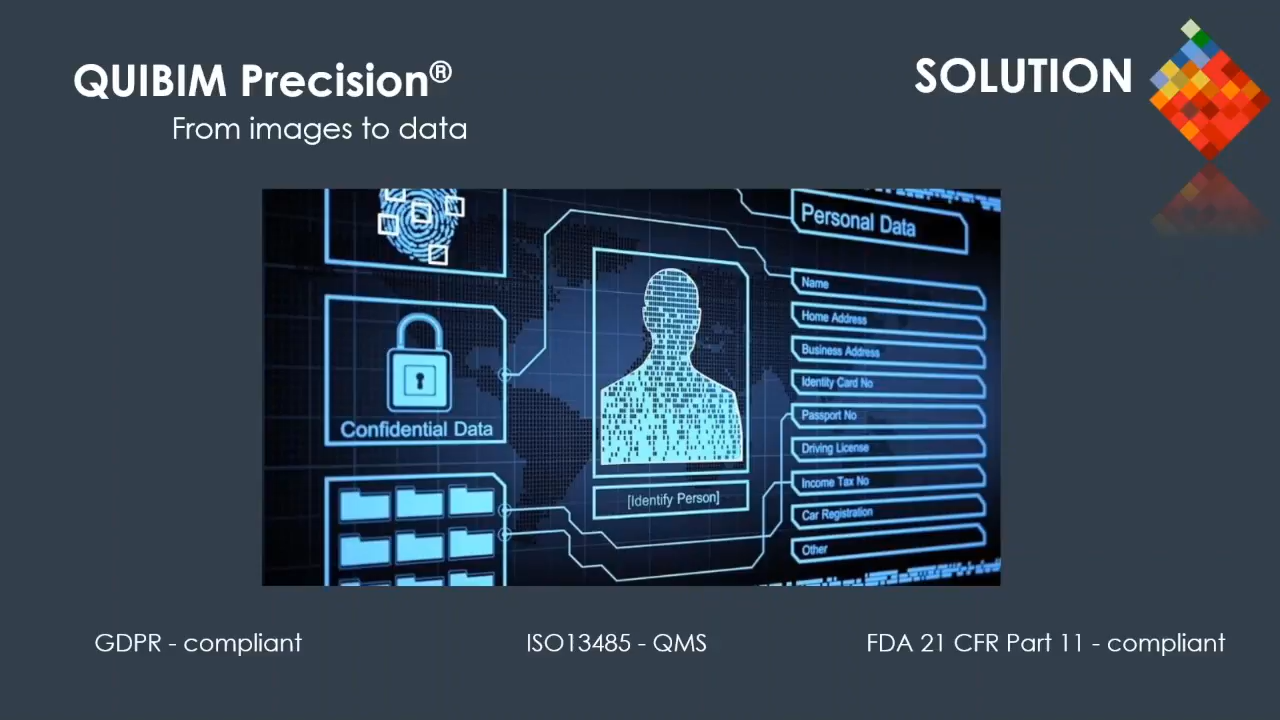 QUIBIM Precision®
From images to data
SOLUTION
Personal Data
Name
Home Address
Business Address
Identity Card No
Passport No
Driving License
Income Tax No
Car Registration
Other
Confidential Data
[Identify Person]
GDPR - compliant
ISO13485 - QMS
FDA 21 CFR Part 11 - compliant